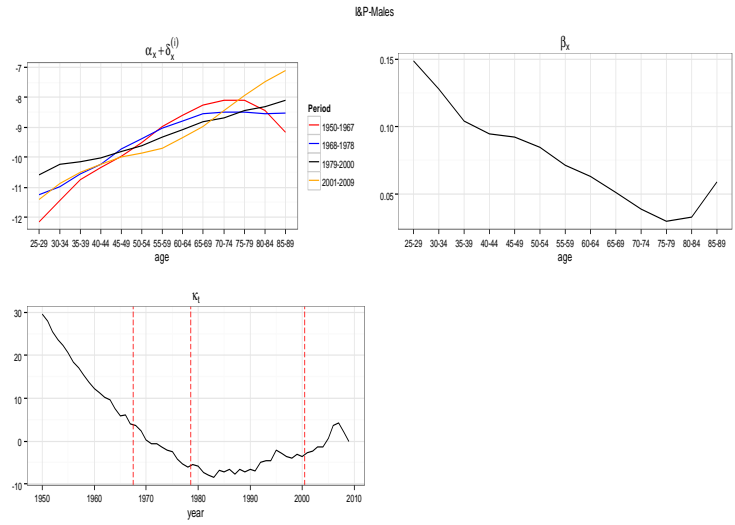 I&P-Males
αₓ+δₓ⁽ⁱ⁾
-7
-8
-9
-10
-11
-12
25-29 30-34 35-39 40-44 45-49 50-54 55-59 60-64 65-69 70-74 75-79 80-84 85-89
age
Period
1950-1967
1968-1978
1979-2000
2001-2009
βₓ
0.15
0.10
0.05
25-29 30-34 35-39 40-44 45-49 50-54 55-59 60-64 65-69 70-74 75-79 80-84 85-89
age
κₜ
30
20
10
0
-10
1950 1960 1970 1980 1990 2000 2010
year